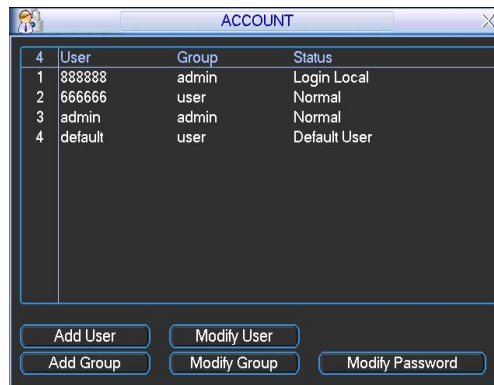 ACCOUNT
4 User Group Status
1 888888 admin Login Local
2 666666 user Normal
3 admin admin Normal
4 default user Default User
Add User Modify User
Add Group Modify Group Modify Password